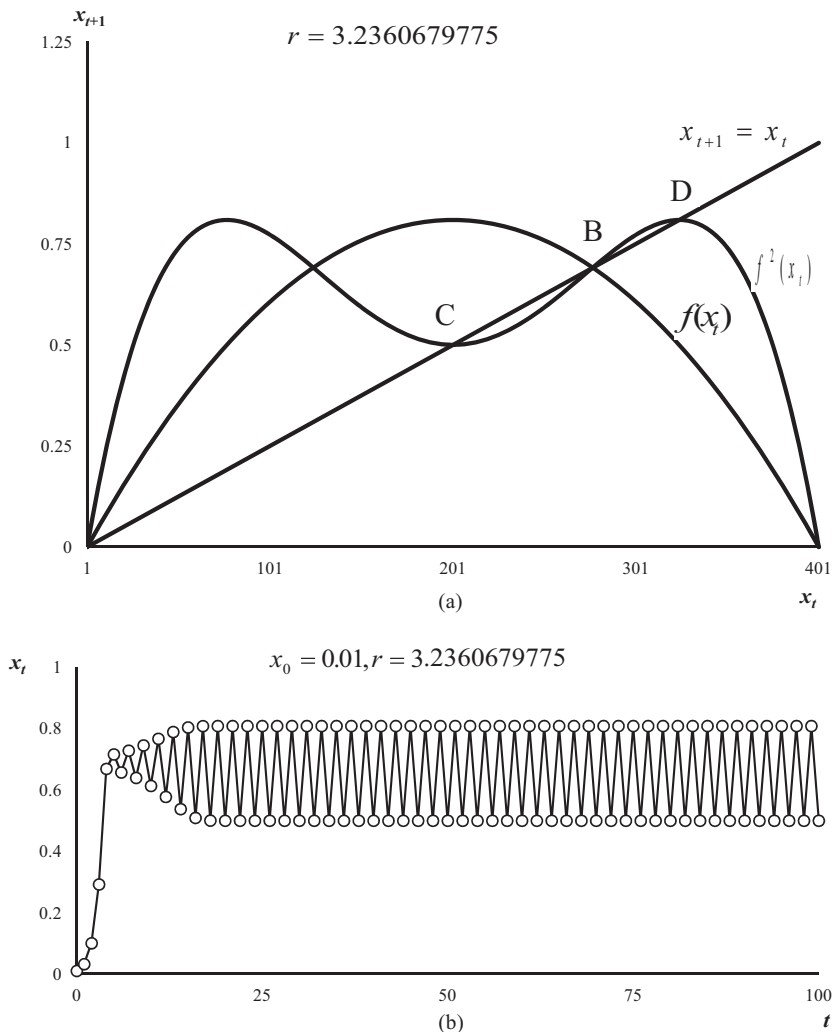 x_{t+1}
r = 3.2360679775
1.25
x_{t+1} = x_t
1
D
B
0.75
f^2(x_t)
C
f(x_t)
0.5
0.25
0
1 101 201 301 401
(a) x_t
x_t
x_0 = 0.01, r = 3.2360679775
1
0.8
0.6
0.4
0.2
0
0 25 50 75 100
(b) t